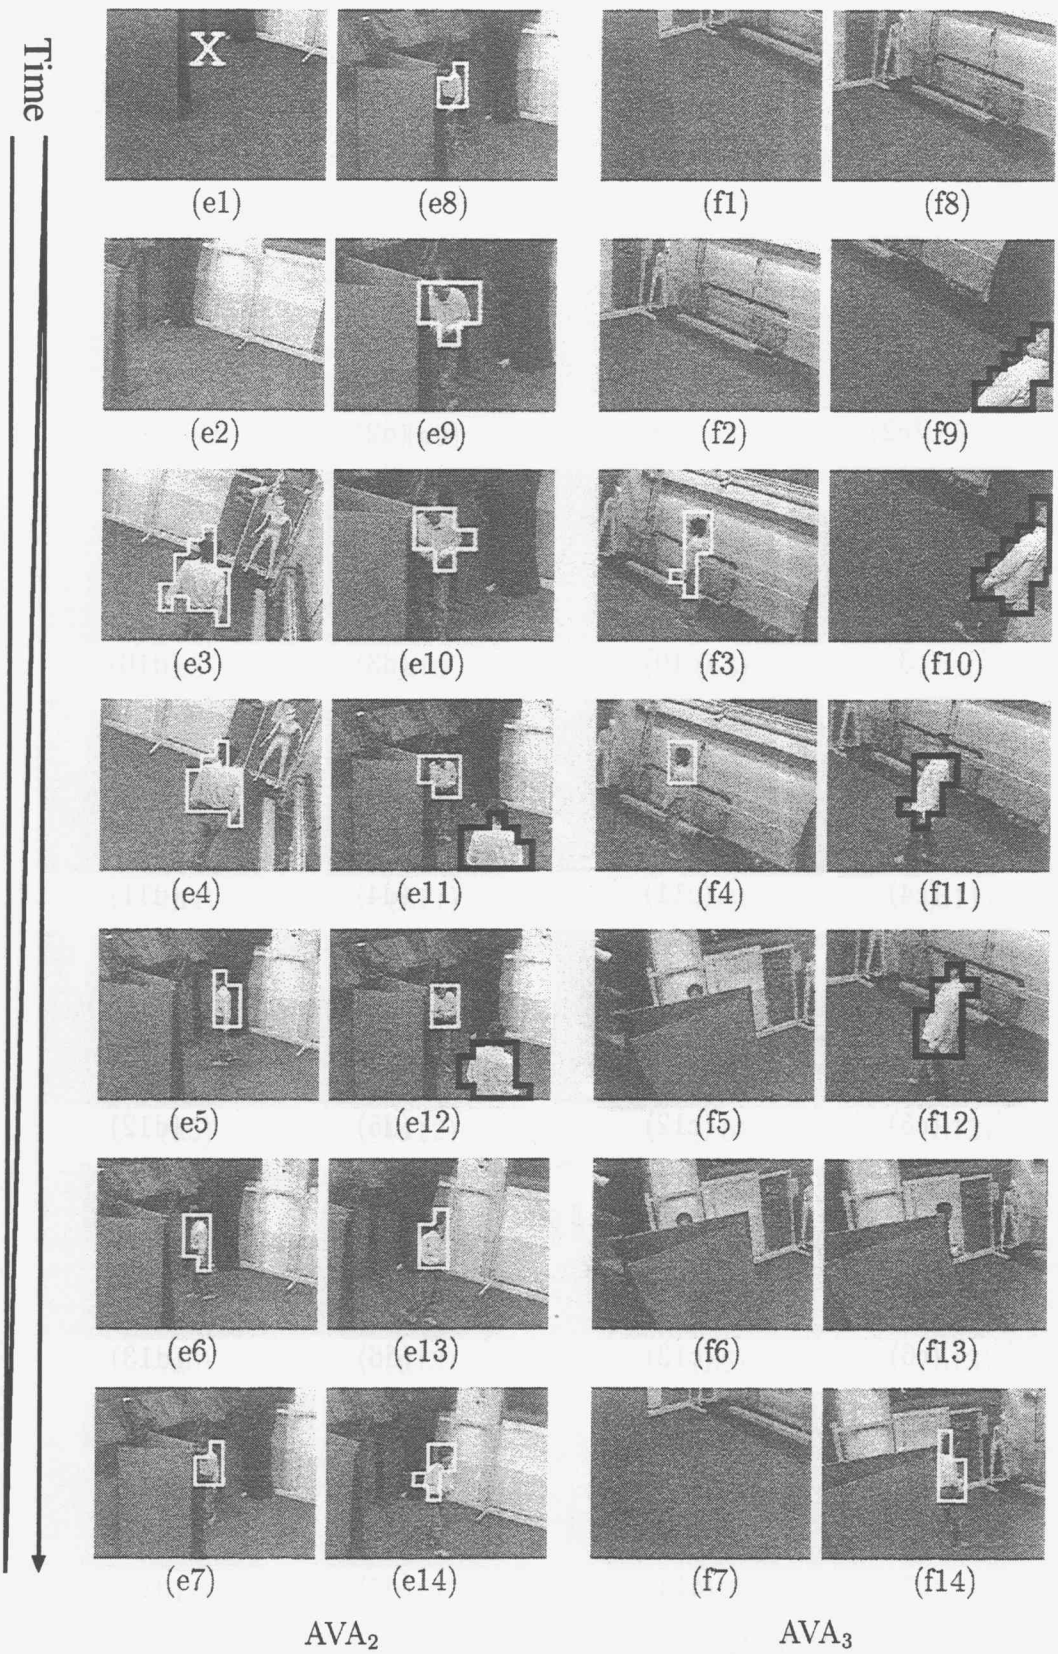 Time
X
(e1) (e8) (f1) (f8)
(e2) (e9) (f2) (f9)
(e3) (e10) (f3) (f10)
(e4) (e11) (f4) (f11)
(e5) (e12) (f5) (f12)
(e6) (e13) (f6) (f13)
(e7) (e14) (f7) (f14)
AVA₂ AVA₃